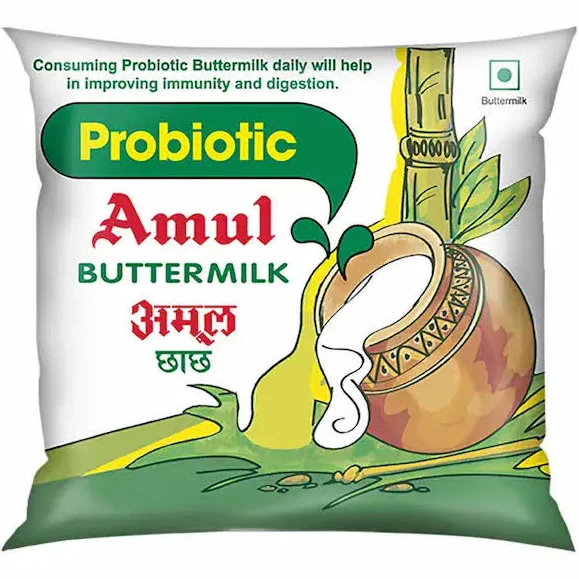 Consuming Probiotic Buttermilk daily will help
in improving immunity and digestion.
Buttermilk
Probiotic
Amul
BUTTERMILK
अमूल
छाछ